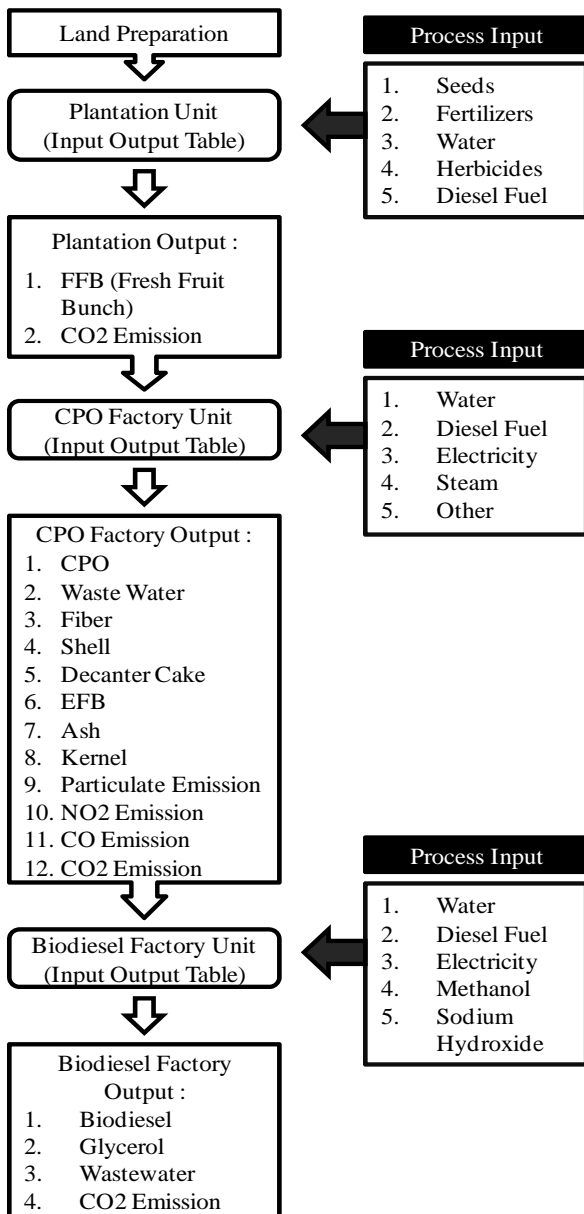 Land Preparation
Process Input
Plantation Unit
(Input Output Table)
1. Seeds
2. Fertilizers
3. Water
4. Herbicides
5. Diesel Fuel
Plantation Output :
1. FFB (Fresh Fruit
Bunch)
2. CO2 Emission
Process Input
CPO Factory Unit
(Input Output Table)
1. Water
2. Diesel Fuel
3. Electricity
4. Steam
5. Other
CPO Factory Output :
1. CPO
2. Waste Water
3. Fiber
4. Shell
5. Decanter Cake
6. EFB
7. Ash
8. Kernel
9. Particulate Emission
10. NO2 Emission
11. CO Emission
12. CO2 Emission
Process Input
Biodiesel Factory Unit
(Input Output Table)
1. Water
2. Diesel Fuel
3. Electricity
4. Methanol
5. Sodium
Hydroxide
Biodiesel Factory
Output :
1. Biodiesel
2. Glycerol
3. Wastewater
4. CO2 Emission